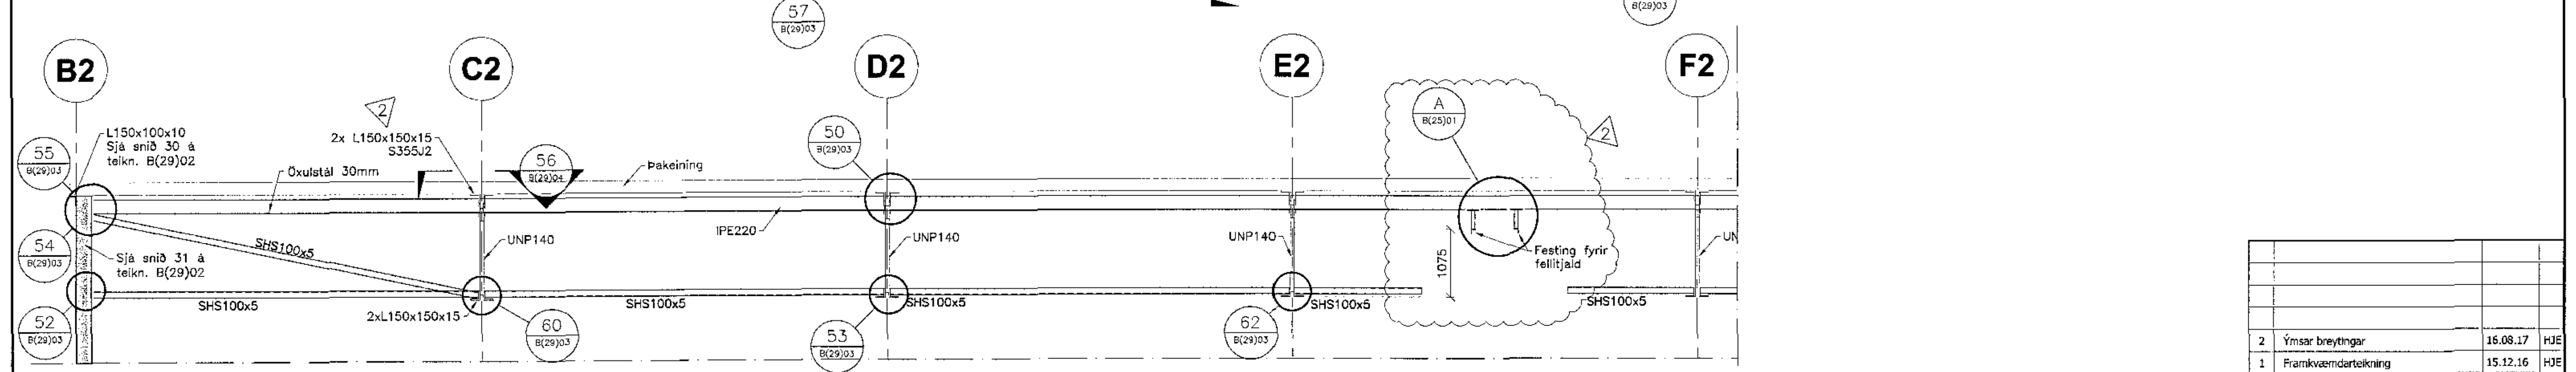 57
B(29)03
B(29)03
B2
C2
D2
E2
F2
2
L150x100x10
Sjá snið 30 á
teikn. B(29)02
55
B(29)03
Öxulstál 30mm
2x L150x150x15
S355J2
56
B(29)04
Þakeining
50
B(29)03
A
B(25)01
2
54
B(29)03
Sjá snið 31 á
teikn. B(29)02
SHS100x5
UNP140
IPE220
UNP140
UNP140
1075
Festing fyrir
fellitjald
UN
52
B(29)03
SHS100x5
2xL150x150x15
60
B(29)03
SHS100x5
53
B(29)03
SHS100x5
62
B(29)03
SHS100x5
SHS100x5
2 Ýmsar breytingar 16.08.17 HJE
1 Framkvæmdarteikning 15.12.16 HJE